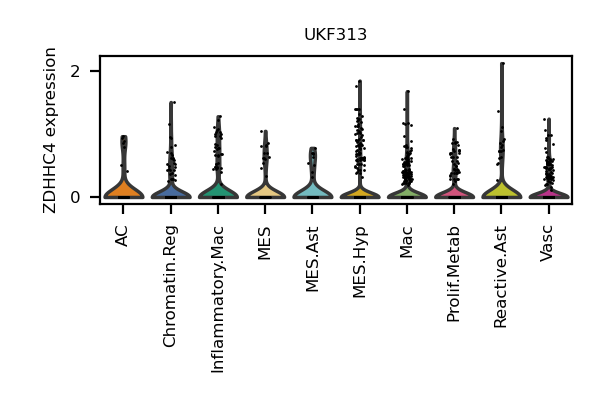 UKF313
ZDHHC4 expression
2
0
AC
Chromatin.Reg
Inflammatory.Mac
MES
MES.Ast
MES.Hyp
Mac
Prolif.Metab
Reactive.Ast
Vasc